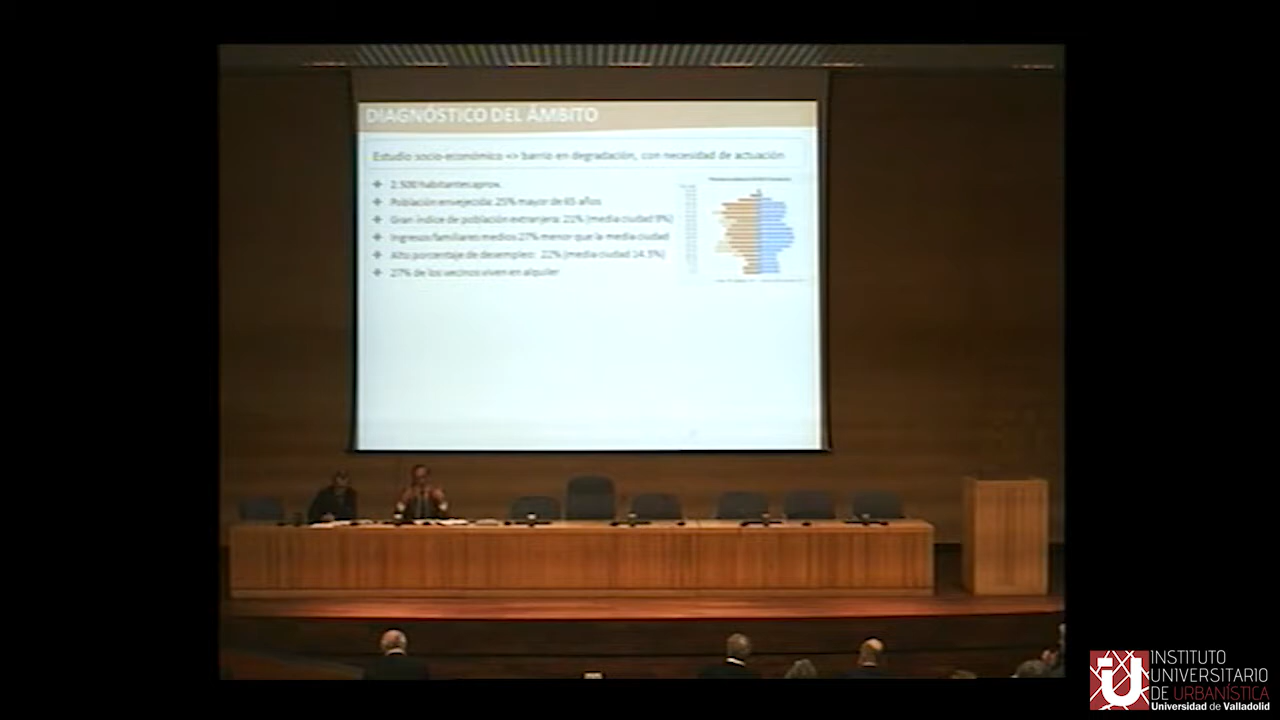 DIAGNÓSTICO DEL ÁMBITO
Estudio socio-económico => barrio en degradación, con necesidad de actuación
2.500 habitantes aprox.
Población envejecida: 25% mayor de 65 años
Gran índice de población extranjera: 21% (media ciudad 9%)
Ingresos familiares medios 27% menor que la media ciudad
Alto porcentaje de desempleo: 22% (media ciudad 14.5%)
27% de los vecinos viven en alquiler
INSTITUTO
UNIVERSITARIO
DE URBANÍSTICA
Universidad de Valladolid